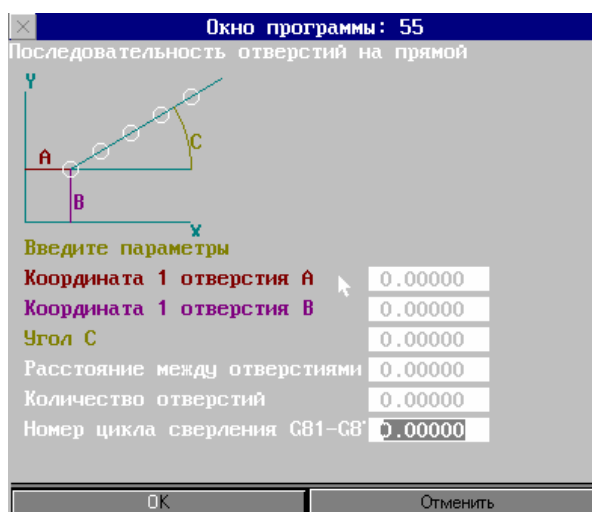 Окно программы: 55
Последовательность отверстий на прямой
Y
C
A
B
X
Введите параметры
Координата 1 отверстия A 0.00000
Координата 1 отверстия B 0.00000
Угол C 0.00000
Расстояние между отверстиями 0.00000
Количество отверстий 0.00000
Номер цикла сверления G81-G8 0.00000
OK Отменить